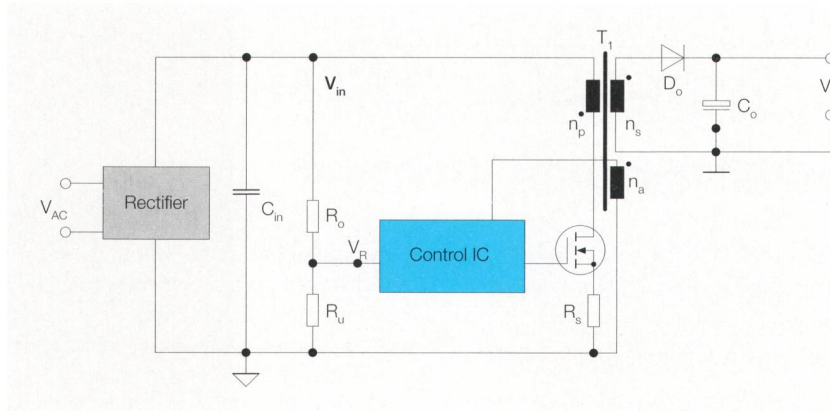 T1
Vin
Do
V
Co
np
ns
VAC
Rectifier
Cin
Ro
na
VR
Control IC
Ru
Rs